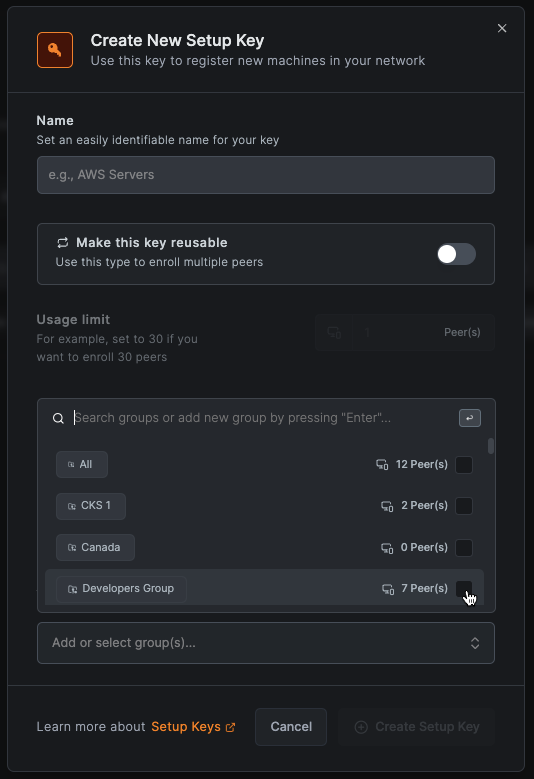 Create New Setup Key
Use this key to register new machines in your network
Name
Set an easily identifiable name for your key
e.g., AWS Servers
Make this key reusable
Use this type to enroll multiple peers
Usage limit
For example, set to 30 if you
want to enroll 30 peers
1 Peer(s)
Search groups or add new group by pressing "Enter"...
All 12 Peer(s)
CKS 1 2 Peer(s)
Canada 0 Peer(s)
Developers Group 7 Peer(s)
Add or select group(s)...
Learn more about Setup Keys
Cancel
Create Setup Key